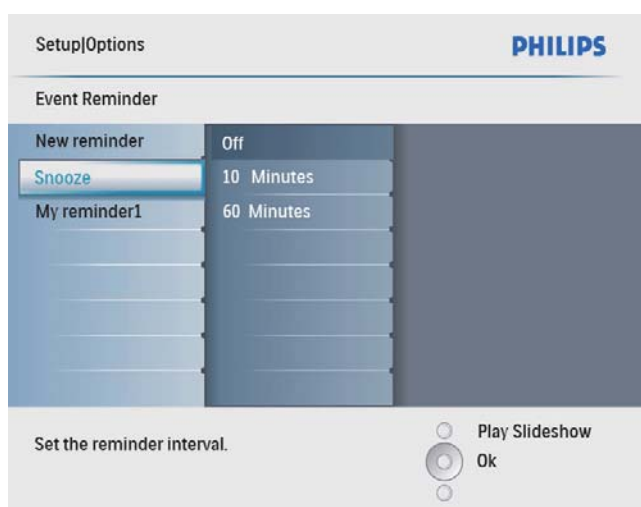 Setup|Options
PHILIPS
Event Reminder
New reminder
Off
Snooze
10 Minutes
My reminder1
60 Minutes
Set the reminder interval.
Play Slideshow
Ok